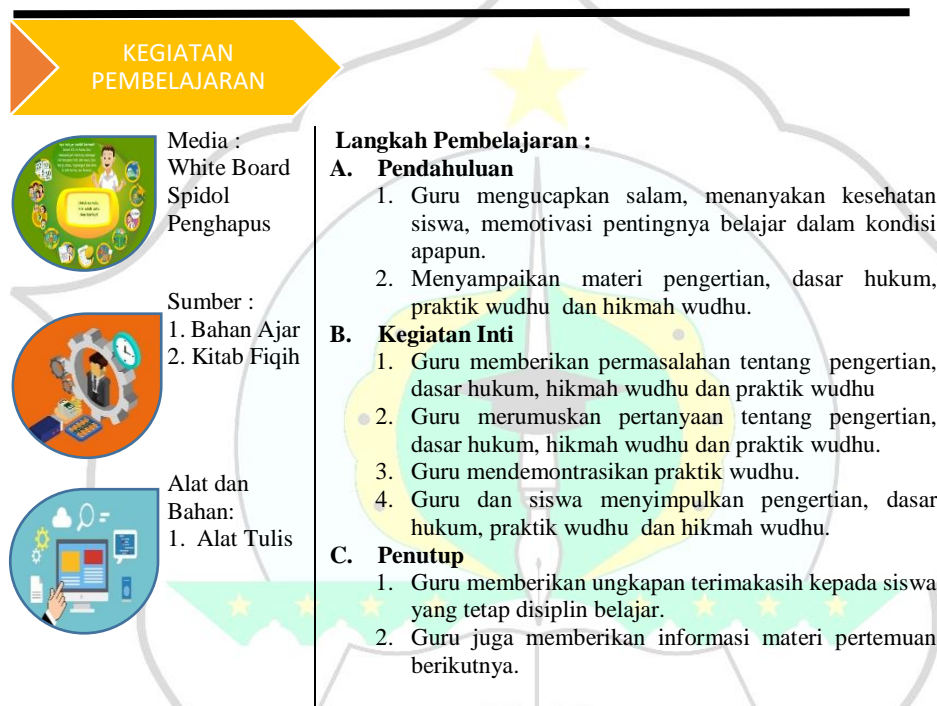 KEGIATAN
PEMBELAJARAN
Media :
White Board
Spidol
Penghapus
Sumber :
1. Bahan Ajar
2. Kitab Fiqih
Alat dan
Bahan:
1. Alat Tulis
Langkah Pembelajaran :
A. Pendahuluan
1. Guru mengucapkan salam, menanyakan kesehatan
siswa, memotivasi pentingnya belajar dalam kondisi
apapun.
2. Menyampaikan materi pengertian, dasar hukum,
praktik wudhu dan hikmah wudhu.
B. Kegiatan Inti
1. Guru memberikan permasalahan tentang pengertian,
dasar hukum, hikmah wudhu dan praktik wudhu
2. Guru merumuskan pertanyaan tentang pengertian,
dasar hukum, hikmah wudhu dan praktik wudhu.
3. Guru mendemontrasikan praktik wudhu.
4. Guru dan siswa menyimpulkan pengertian, dasar
hukum, praktik wudhu dan hikmah wudhu.
C. Penutup
1. Guru memberikan ungkapan terimakasih kepada siswa
yang tetap disiplin belajar.
2. Guru juga memberikan informasi materi pertemuan
berikutnya.